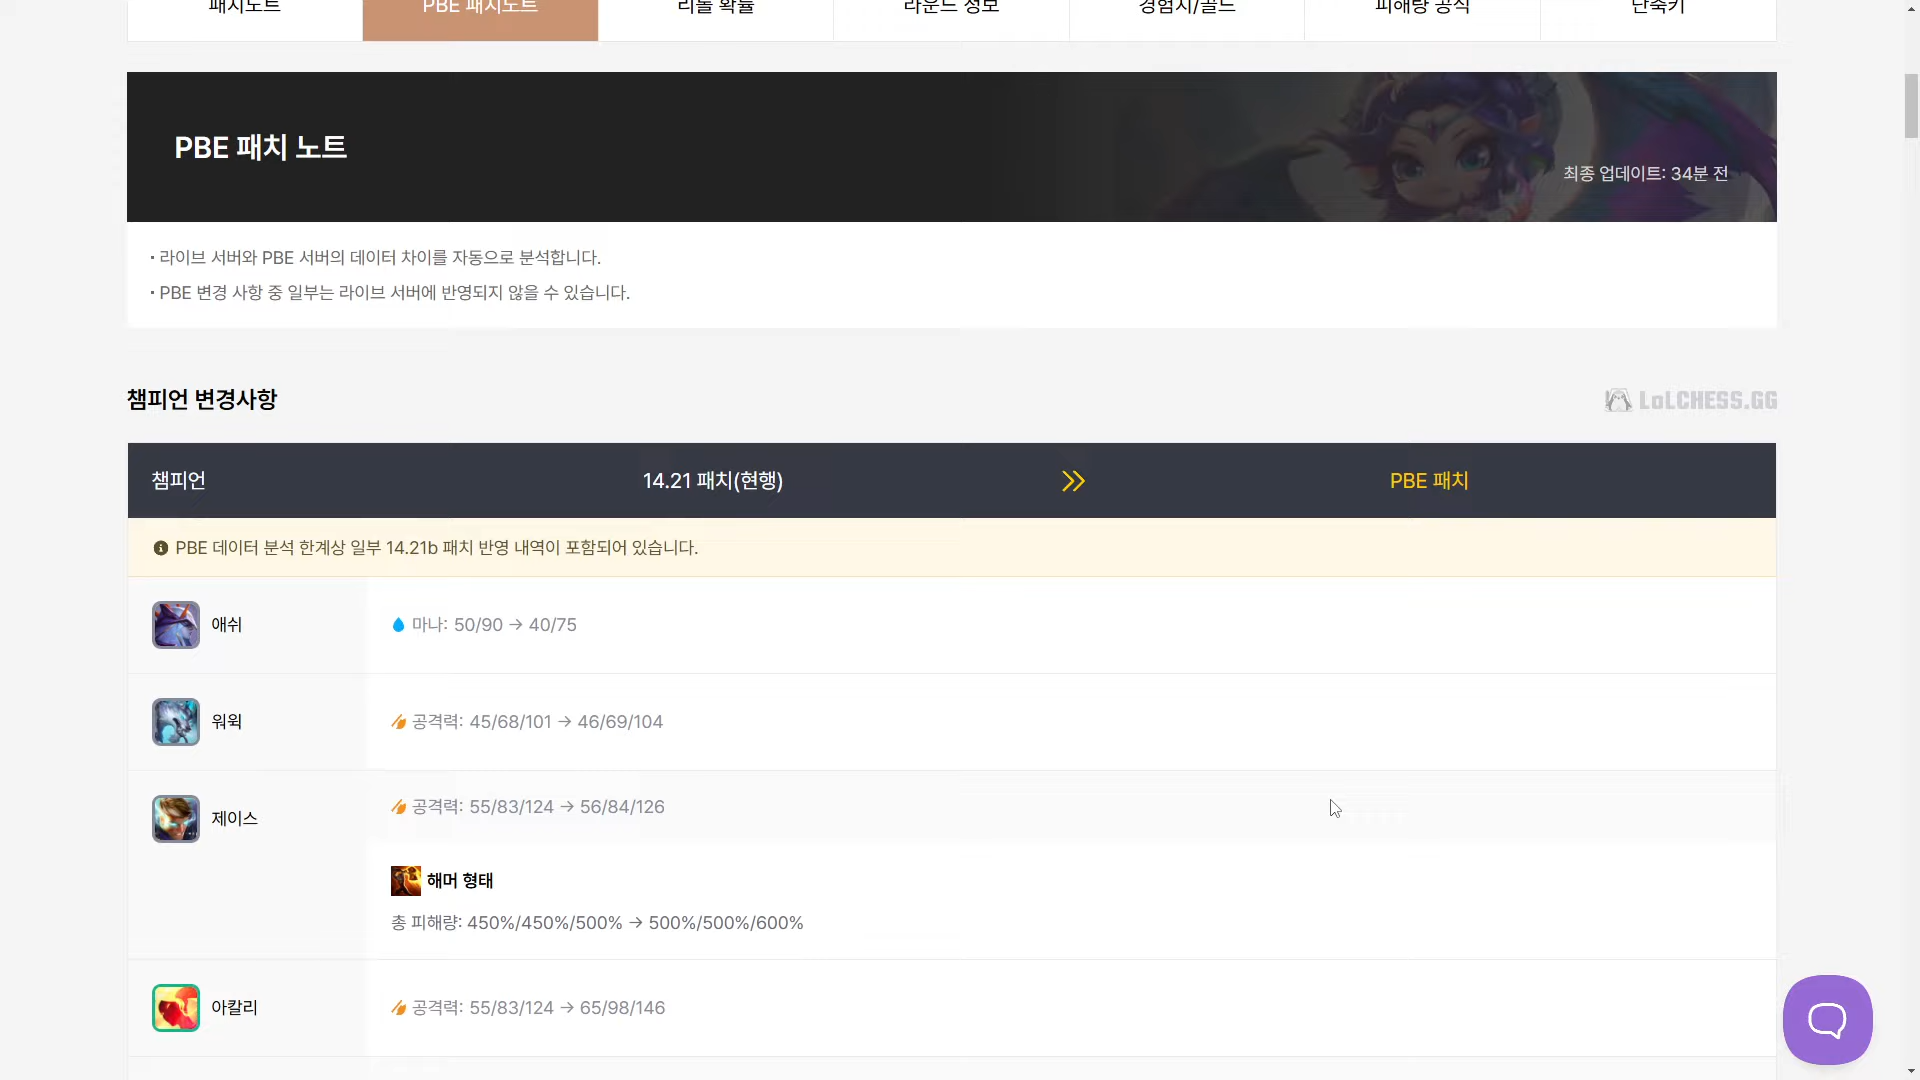 패치노트
PBE 패치노트
리롤 확률
라운드 정보
경험치/골드
피해량 공식
단축키
PBE 패치 노트
최종 업데이트: 34분 전
· 라이브 서버와 PBE 서버의 데이터 차이를 자동으로 분석합니다.
· PBE 변경 사항 중 일부는 라이브 서버에 반영되지 않을 수 있습니다.
챔피언 변경사항
LoLCHESS.GG
챔피언
14.21 패치(현행)
PBE 패치
PBE 데이터 분석 한계상 일부 14.21b 패치 반영 내역이 포함되어 있습니다.
애쉬
마나: 50/90 → 40/75
워윅
공격력: 45/68/101 → 46/69/104
제이스
공격력: 55/83/124 → 56/84/126
해머 형태
총 피해량: 450%/450%/500% → 500%/500%/600%
아칼리
공격력: 55/83/124 → 65/98/146